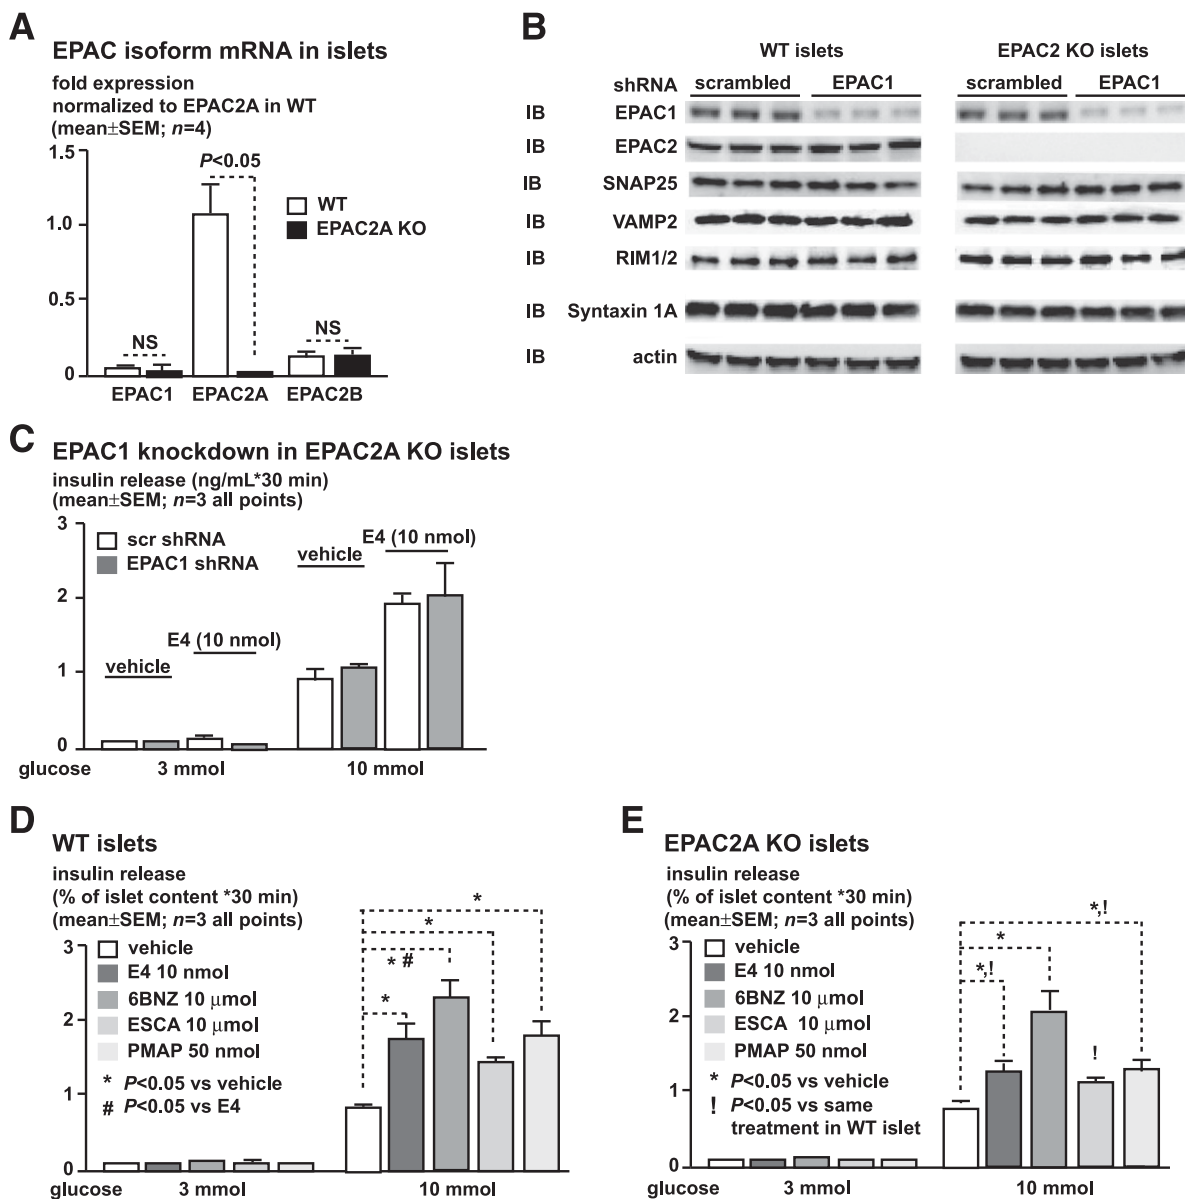 A
EPAC isoform mRNA in islets
fold expression
normalized to EPAC2A in WT
(mean±SEM; n=4)
1.5
1.0
0.5
0
P<0.05
WT
EPAC2A KO
NS
NS
EPAC1 EPAC2A EPAC2B
B
WT islets EPAC2 KO islets
shRNA scrambled EPAC1 scrambled EPAC1
IB EPAC1
IB EPAC2
IB SNAP25
IB VAMP2
IB RIM1/2
IB Syntaxin 1A
IB actin
C
EPAC1 knockdown in EPAC2A KO islets
insulin release (ng/mL*30 min)
(mean±SEM; n=3 all points)
3
2
1
0
scr shRNA
EPAC1 shRNA
vehicle
E4 (10 nmol)
vehicle
E4 (10 nmol)
glucose 3 mmol 10 mmol
D
WT islets
insulin release
(% of islet content *30 min)
(mean±SEM; n=3 all points)
3
2
1
0
vehicle
E4 10 nmol
6BNZ 10 μmol
ESCA 10 μmol
PMAP 50 nmol
* P<0.05 vs vehicle
# P<0.05 vs E4
*
*
* #
*
glucose 3 mmol 10 mmol
E
EPAC2A KO islets
insulin release
(% of islet content *30 min)
(mean±SEM; n=3 all points)
3
2
1
0
vehicle
E4 10 nmol
6BNZ 10 μmol
ESCA 10 μmol
PMAP 50 nmol
* P<0.05 vs vehicle
! P<0.05 vs same
treatment in WT islet
*,!
*
*,!
!
glucose 3 mmol 10 mmol